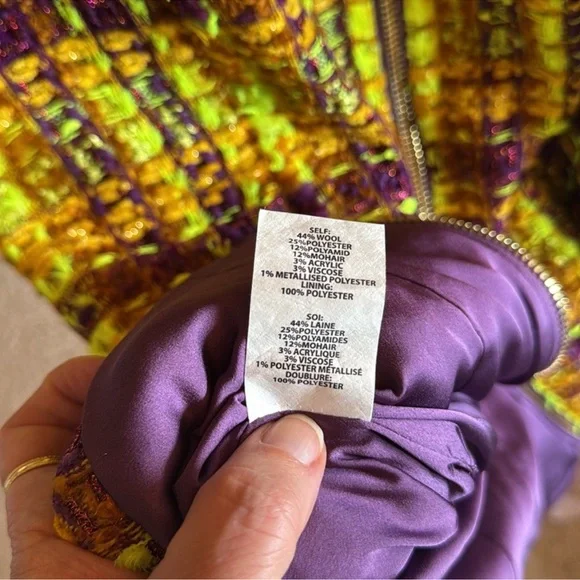 SELF:
44% WOOL
25%POLYESTER
12%POLYAMID
12%MOHAIR
3% ACRYLIC
3% VISCOSE
1% METALLISED POLYESTER
LINING:
100% POLYESTER
SOI:
44% LAINE
25%POLYESTER
12%POLYAMIDES
12%MOHAIR
3% ACRYLIQUE
3% VISCOSE
1% POLYESTER MÉTALLISÉ
DOUBLURE:
100% POLYESTER